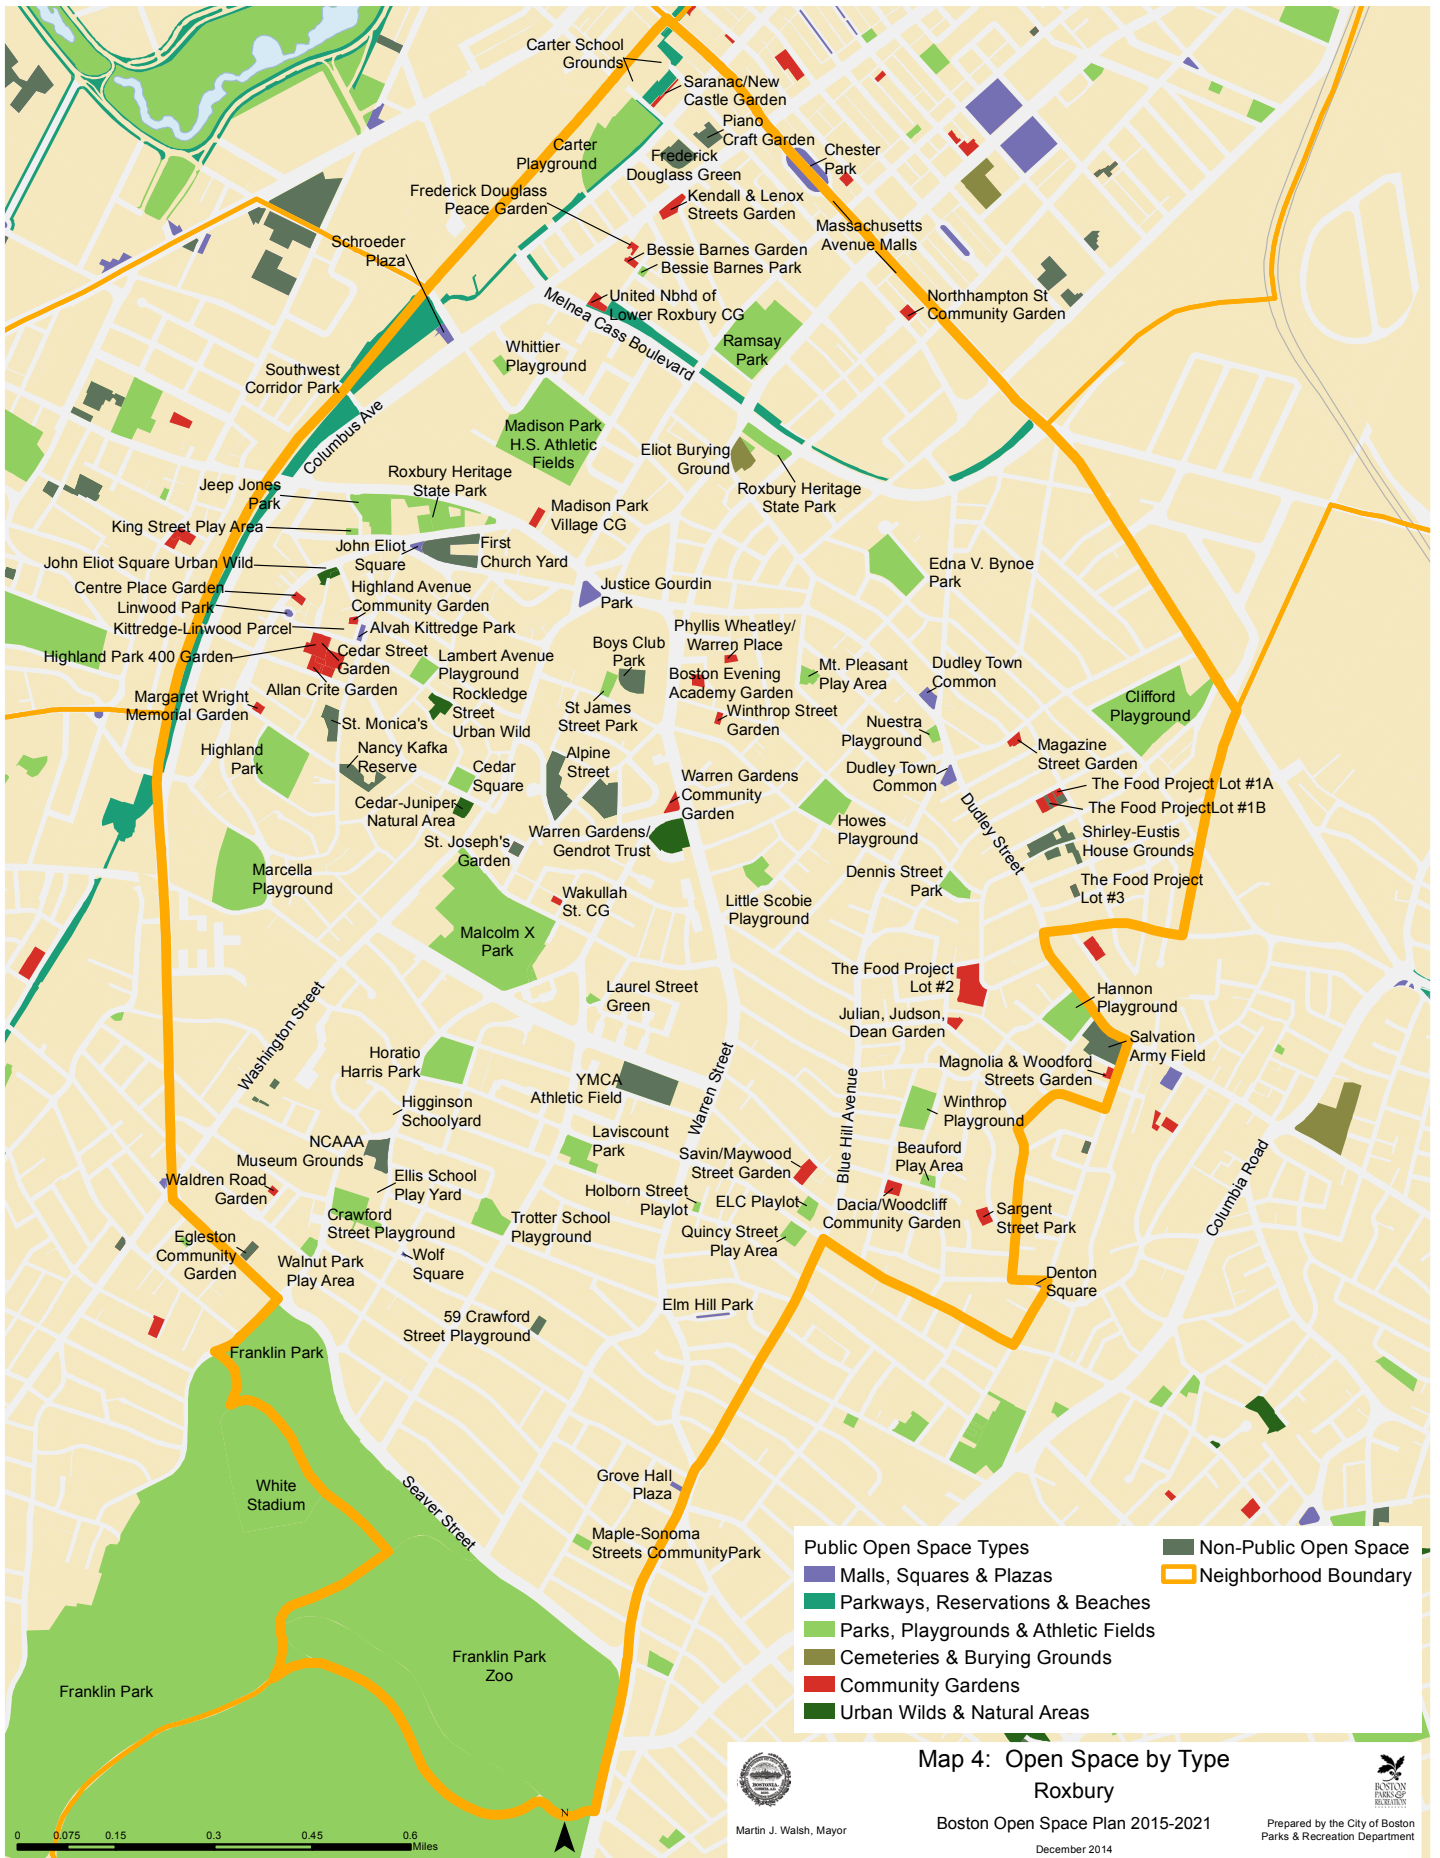 Carter School
Grounds
Saranac/New
Castle Garden
Piano
Craft Garden
Carter
Playground
Frederick
Douglass Green
Chester
Park
Frederick Douglass
Peace Garden
Kendall & Lenox
Streets Garden
Massachusetts
Avenue Malls
Schroeder
Plaza
Bessie Barnes Garden
Bessie Barnes Park
United Nbhd of
Lower Roxbury CG
Northhampton St
Community Garden
Melnea Cass Boulevard
Ramsay
Park
Whittier
Playground
Southwest
Corridor Park
Columbus Ave
Madison Park
H.S. Athletic
Fields
Eliot Burying
Ground
Roxbury Heritage
State Park
Jeep Jones
Park
Roxbury Heritage
State Park
King Street Play Area
Madison Park
Village CG
John Eliot
Square
First
Church Yard
John Eliot Square Urban Wild
Edna V. Bynoe
Park
Centre Place Garden
Highland Avenue
Community Garden
Justice Gourdin
Park
Linwood Park
Kittredge-Linwood Parcel
Alvah Kittredge Park
Highland Park 400 Garden
Cedar Street
Garden
Boys Club
Park
Phyllis Wheatley/
Warren Place
Lambert Avenue
Playground
Allan Crite Garden
Boston Evening
Academy Garden
Mt. Pleasant
Play Area
Dudley Town
Common
Margaret Wright
Memorial Garden
Rockledge
Street
Urban Wild
St James
Street Park
Winthrop Street
Garden
Clifford
Playground
St. Monica's
Nuestra
Playground
Magazine
Street Garden
Highland
Park
Nancy Kafka
Reserve
Cedar
Square
Alpine
Street
Warren Gardens
Community
Garden
Dudley Town
Common
The Food Project Lot #1A
The Food ProjectLot #1B
Cedar-Juniper
Natural Area
Howes
Playground
Dudley Street
Shirley-Eustis
House Grounds
St. Joseph's
Garden
Warren Gardens/
Gendrot Trust
Marcella
Playground
Dennis Street
Park
The Food Project
Lot #3
Wakullah
St. CG
Little Scobie
Playground
Malcolm X
Park
The Food Project
Lot #2
Laurel Street
Green
Hannon
Playground
Julian, Judson,
Dean Garden
Washington Street
Salvation
Army Field
Horatio
Harris Park
YMCA
Athletic Field
Magnolia & Woodford
Streets Garden
Warren Street
Blue Hill Avenue
Higginson
Schoolyard
Winthrop
Playground
NCAAA
Museum Grounds
Laviscount
Park
Savin/Maywood
Street Garden
Beauford
Play Area
Columbia Road
Waldren Road
Garden
Ellis School
Play Yard
Holborn Street
Playlot
ELC Playlot
Dacia/Woodcliff
Community Garden
Sargent
Street Park
Crawford
Street Playground
Trotter School
Playground
Quincy Street
Play Area
Egleston
Community
Garden
Walnut Park
Play Area
Wolf
Square
Denton
Square
Elm Hill Park
59 Crawford
Street Playground
Franklin Park
White
Stadium
Seaver Street
Grove Hall
Plaza
Maple-Sonoma
Streets CommunityPark
Franklin Park
Zoo
Franklin Park
Public Open Space Types
Malls, Squares & Plazas
Parkways, Reservations & Beaches
Parks, Playgrounds & Athletic Fields
Cemeteries & Burying Grounds
Community Gardens
Urban Wilds & Natural Areas
Non-Public Open Space
Neighborhood Boundary
Map 4: Open Space by Type
Roxbury
Boston Open Space Plan 2015-2021
December 2014
Martin J. Walsh, Mayor
BOSTON
PARKS &
RECREATION
Prepared by the City of Boston
Parks & Recreation Department
N
0 0.075 0.15 0.3 0.45 0.6
Miles